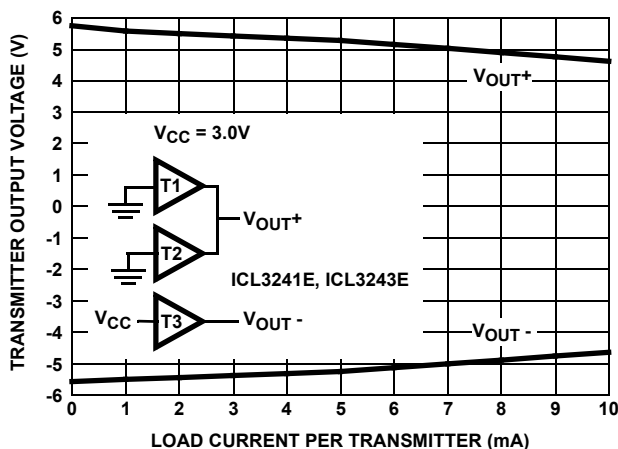 TRANSMITTER OUTPUT VOLTAGE (V)
6
5
4
3
2
1
0
-1
-2
-3
-4
-5
-6
VOUT+
VCC = 3.0V
T1
T2
VOUT+
ICL3241E, ICL3243E
VCC
T3
VOUT -
VOUT -
0 1 2 3 4 5 6 7 8 9 10
LOAD CURRENT PER TRANSMITTER (mA)